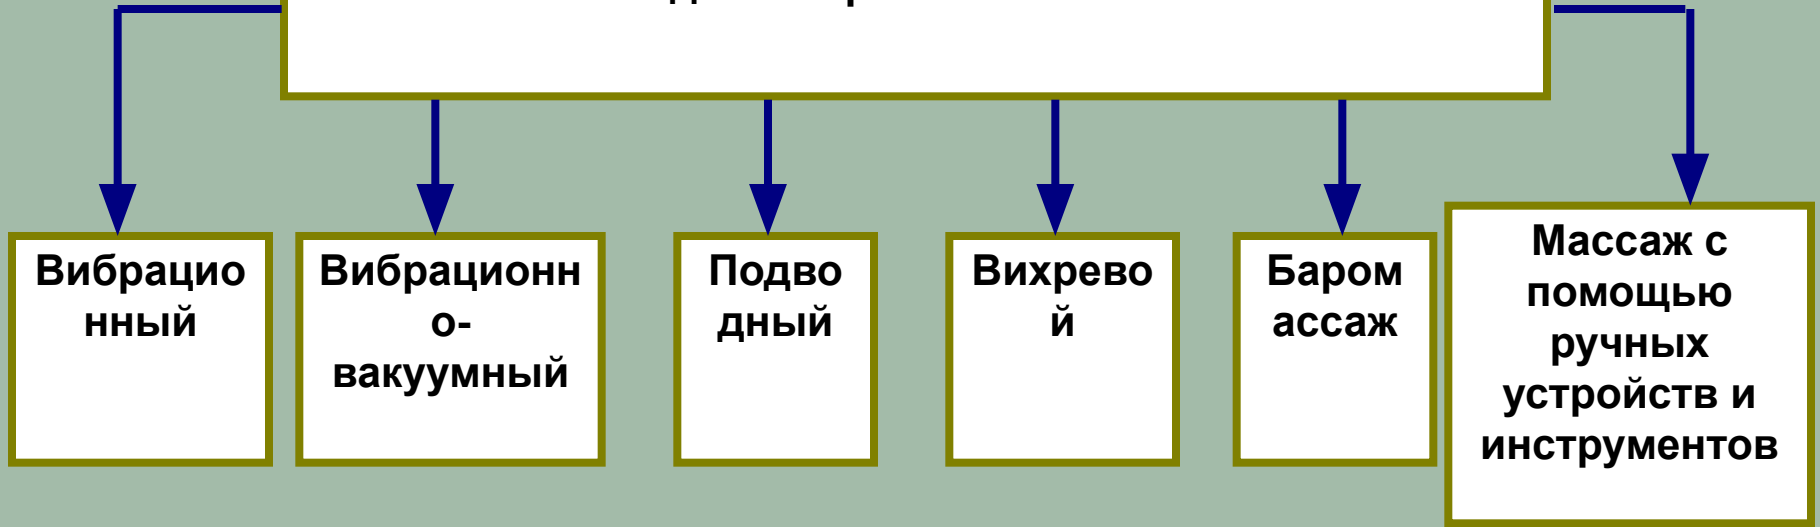 Вибрацио
нный
Вибрационн
о-
вакуумный
Подво
дный
Вихрево
й
Баром
ассаж
Массаж с
помощью
ручных
устройств и
инструментов